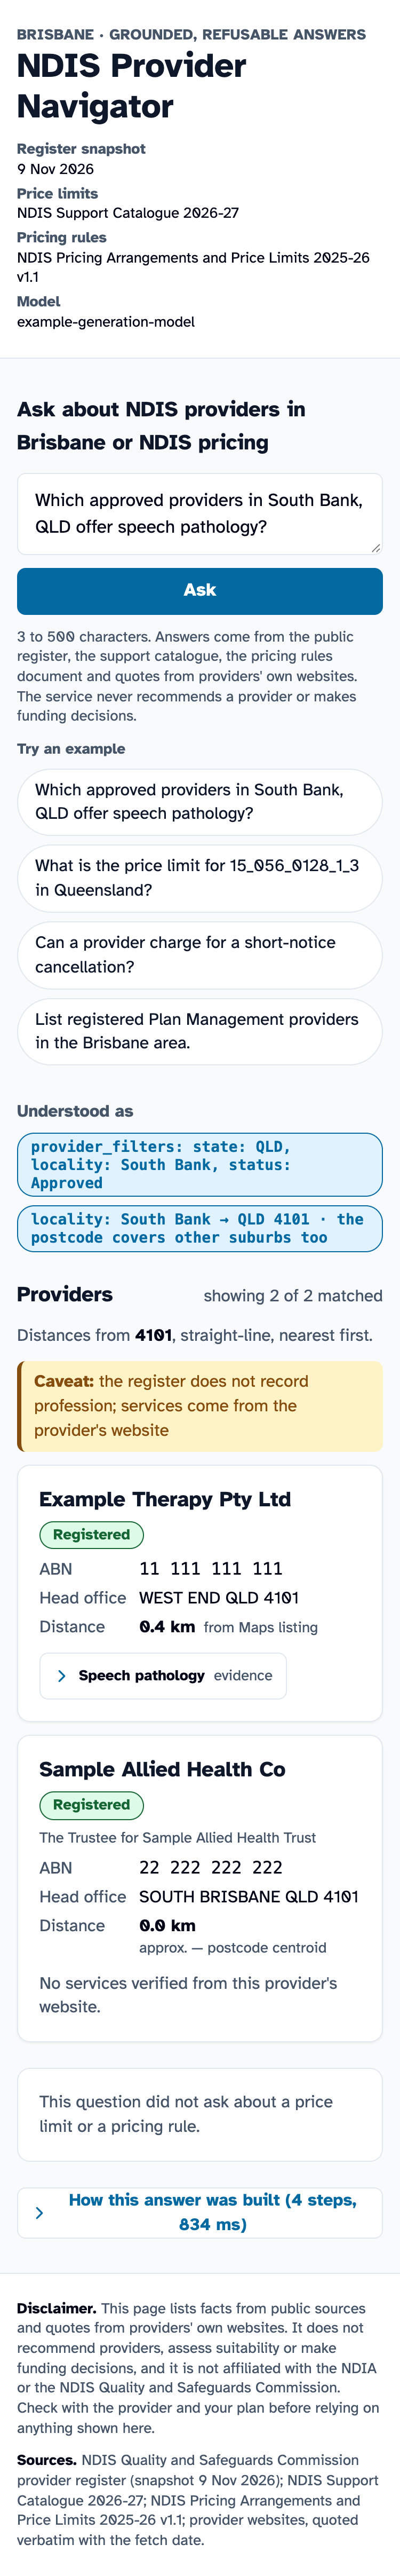 BRISBANE · GROUNDED, REFUSABLE ANSWERS
NDIS Provider
Navigator
Register snapshot
9 Nov 2026
Price limits
NDIS Support Catalogue 2026-27
Pricing rules
NDIS Pricing Arrangements and Price Limits 2025-26
v1.1
Model
example-generation-model
Ask about NDIS providers in
Brisbane or NDIS pricing
Which approved providers in South Bank,
QLD offer speech pathology?
Ask
3 to 500 characters. Answers come from the public
register, the support catalogue, the pricing rules
document and quotes from providers' own websites.
The service never recommends a provider or makes
funding decisions.
Try an example
Which approved providers in South Bank,
QLD offer speech pathology?
What is the price limit for 15_056_0128_1_3
in Queensland?
Can a provider charge for a short-notice
cancellation?
List registered Plan Management providers
in the Brisbane area.
Understood as
provider_filters: state: QLD,
locality: South Bank, status:
Approved
locality: South Bank → QLD 4101 · the
postcode covers other suburbs too
Providers showing 2 of 2 matched
Distances from 4101, straight-line, nearest first.
Caveat: the register does not record
profession; services come from the
provider's website
Example Therapy Pty Ltd
Registered
ABN 11 111 111 111
Head office WEST END QLD 4101
Distance 0.4 km from Maps listing
Speech pathology evidence
Sample Allied Health Co
Registered
The Trustee for Sample Allied Health Trust
ABN 22 222 222 222
Head office SOUTH BRISBANE QLD 4101
Distance 0.0 km
approx. — postcode centroid
No services verified from this provider's
website.
This question did not ask about a price
limit or a pricing rule.
How this answer was built (4 steps,
834 ms)
Disclaimer. This page lists facts from public sources
and quotes from providers' own websites. It does not
recommend providers, assess suitability or make
funding decisions, and it is not affiliated with the NDIA
or the NDIS Quality and Safeguards Commission.
Check with the provider and your plan before relying on
anything shown here.
Sources. NDIS Quality and Safeguards Commission
provider register (snapshot 9 Nov 2026); NDIS Support
Catalogue 2026-27; NDIS Pricing Arrangements and
Price Limits 2025-26 v1.1; provider websites, quoted
verbatim with the fetch date.